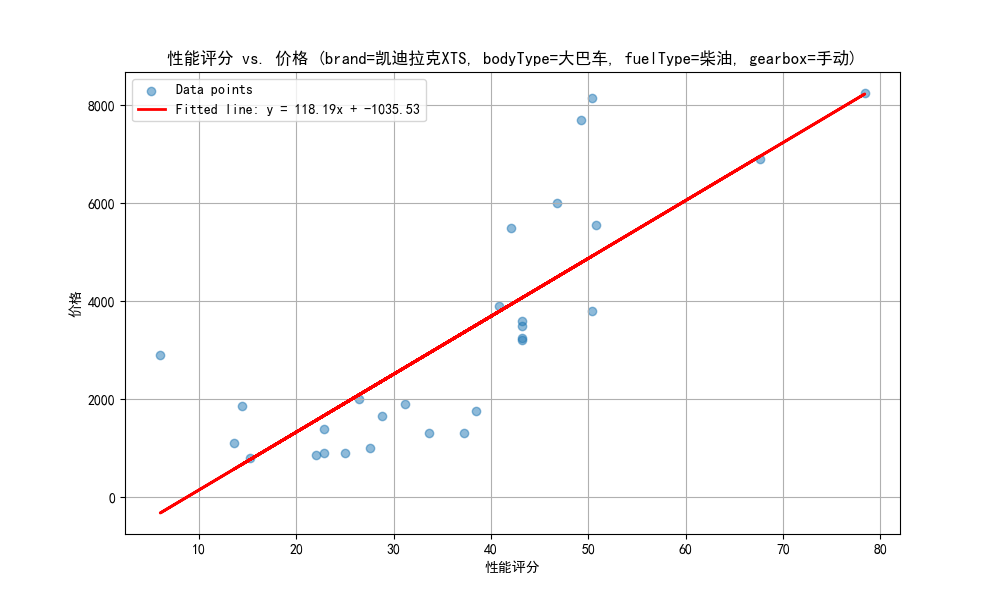 性能评分 vs. 价格 (brand=凯迪拉克XTS, bodyType=大巴车, fuelType=柴油, gearbox=手动)
Data points
Fitted line: y = 118.19x + -1035.53
8000
6000
4000
2000
0
价格
10 20 30 40 50 60 70 80
性能评分